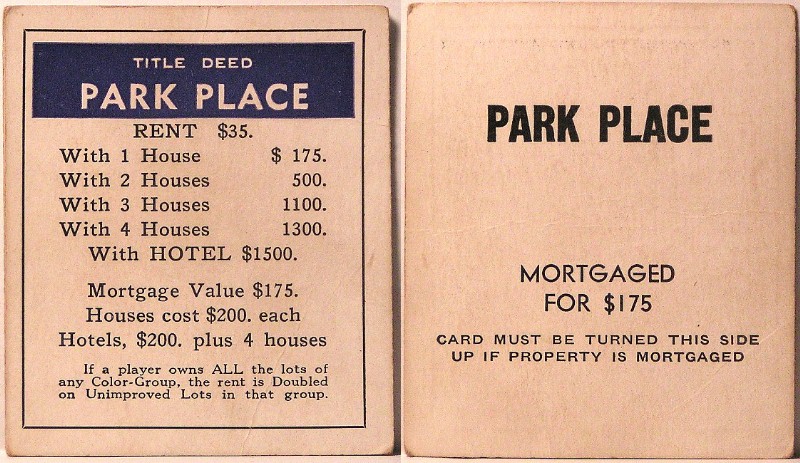 TITLE DEED
PARK PLACE
RENT $35.
With 1 House $ 175.
With 2 Houses 500.
With 3 Houses 1100.
With 4 Houses 1300.
With HOTEL $1500.
Mortgage Value $175.
Houses cost $200. each
Hotels, $200. plus 4 houses
If a player owns ALL the lots of
any Color-Group, the rent is Doubled
on Unimproved Lots in that group.
PARK PLACE
MORTGAGED
FOR $175
CARD MUST BE TURNED THIS SIDE
UP IF PROPERTY IS MORTGAGED